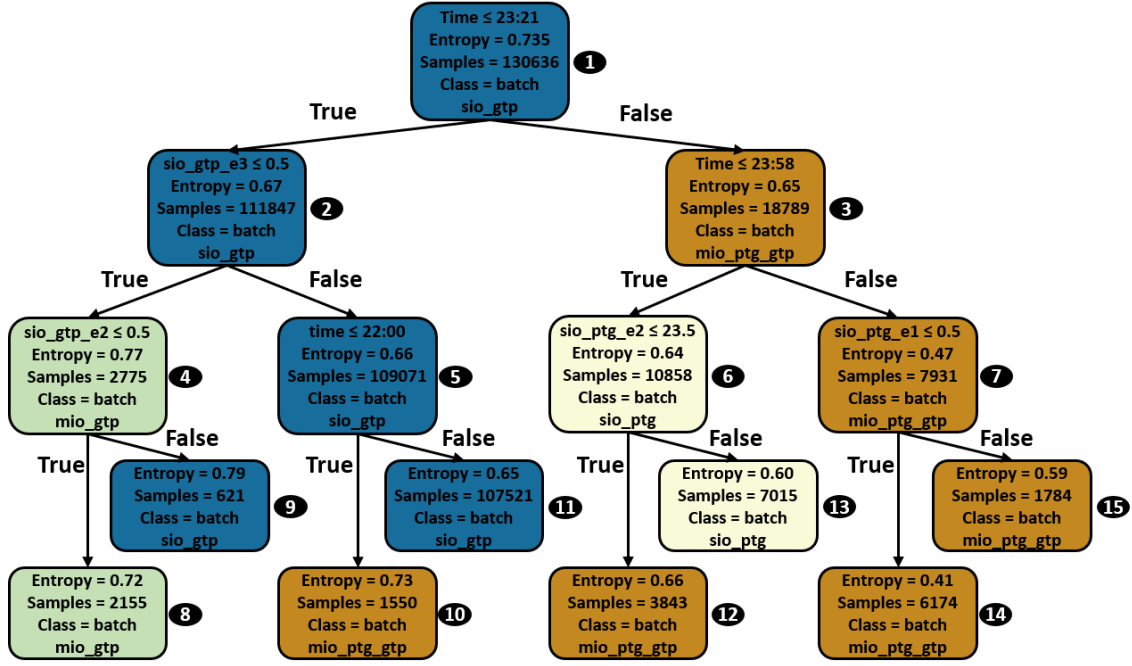 Time ≤ 23:21
Entropy = 0.735
Samples = 130636
Class = batch
sio_gtp
1
True
False
sio_gtp_e3 ≤ 0.5
Entropy = 0.67
Samples = 111847
Class = batch
sio_gtp
2
Time ≤ 23:58
Entropy = 0.65
Samples = 18789
Class = batch
mio_ptg_gtp
3
True
False
True
False
sio_gtp_e2 ≤ 0.5
Entropy = 0.77
Samples = 2775
Class = batch
mio_gtp
4
time ≤ 22:00
Entropy = 0.66
Samples = 109071
Class = batch
sio_gtp
5
sio_ptg_e2 ≤ 23.5
Entropy = 0.64
Samples = 10858
Class = batch
sio_ptg
6
sio_ptg_e1 ≤ 0.5
Entropy = 0.47
Samples = 7931
Class = batch
mio_ptg_gtp
7
True
False
True
False
True
False
True
False
Entropy = 0.79
Samples = 621
Class = batch
sio_gtp
9
Entropy = 0.65
Samples = 107521
Class = batch
sio_gtp
11
Entropy = 0.60
Samples = 7015
Class = batch
sio_ptg
13
Entropy = 0.59
Samples = 1784
Class = batch
mio_ptg_gtp
15
Entropy = 0.72
Samples = 2155
Class = batch
mio_gtp
8
Entropy = 0.73
Samples = 1550
Class = batch
mio_ptg_gtp
10
Entropy = 0.66
Samples = 3843
Class = batch
mio_ptg_gtp
12
Entropy = 0.41
Samples = 6174
Class = batch
mio_ptg_gtp
14